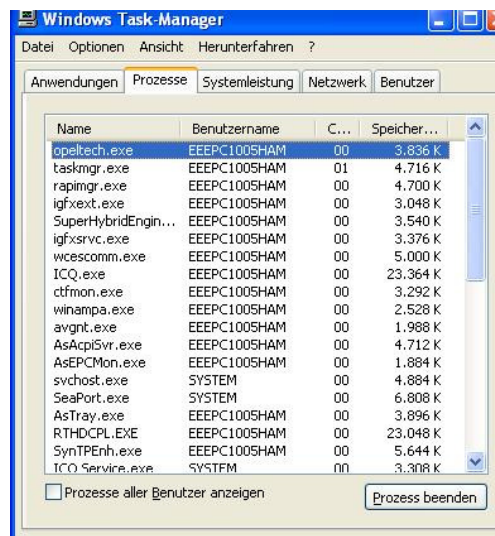 Windows Task-Manager
Datei Optionen Ansicht Herunterfahren ?
Anwendungen Prozesse Systemleistung Netzwerk Benutzer
Name Benutzername C... Speicher...
opeltech.exe EEEPC1005HAM 00 3.836 K
taskmgr.exe EEEPC1005HAM 01 4.716 K
rapimgr.exe EEEPC1005HAM 00 4.700 K
igfxext.exe EEEPC1005HAM 00 3.048 K
SuperHybridEngin... EEEPC1005HAM 00 3.540 K
igfxsrvc.exe EEEPC1005HAM 00 3.376 K
wcescomm.exe EEEPC1005HAM 00 5.000 K
ICQ.exe EEEPC1005HAM 00 23.364 K
ctfmon.exe EEEPC1005HAM 00 3.292 K
winampa.exe EEEPC1005HAM 00 2.528 K
avgnt.exe EEEPC1005HAM 00 1.988 K
AsAcpiSvr.exe EEEPC1005HAM 00 4.712 K
AsEPCMon.exe EEEPC1005HAM 00 1.884 K
svchost.exe SYSTEM 00 4.884 K
SeaPort.exe SYSTEM 00 6.808 K
AsTray.exe EEEPC1005HAM 00 3.896 K
RTHDCPL.EXE EEEPC1005HAM 00 23.048 K
SynTPEnh.exe EEEPC1005HAM 00 5.644 K
ICQ Service.exe SYSTEM 00 3.308 K
Prozesse aller Benutzer anzeigen
Prozess beenden